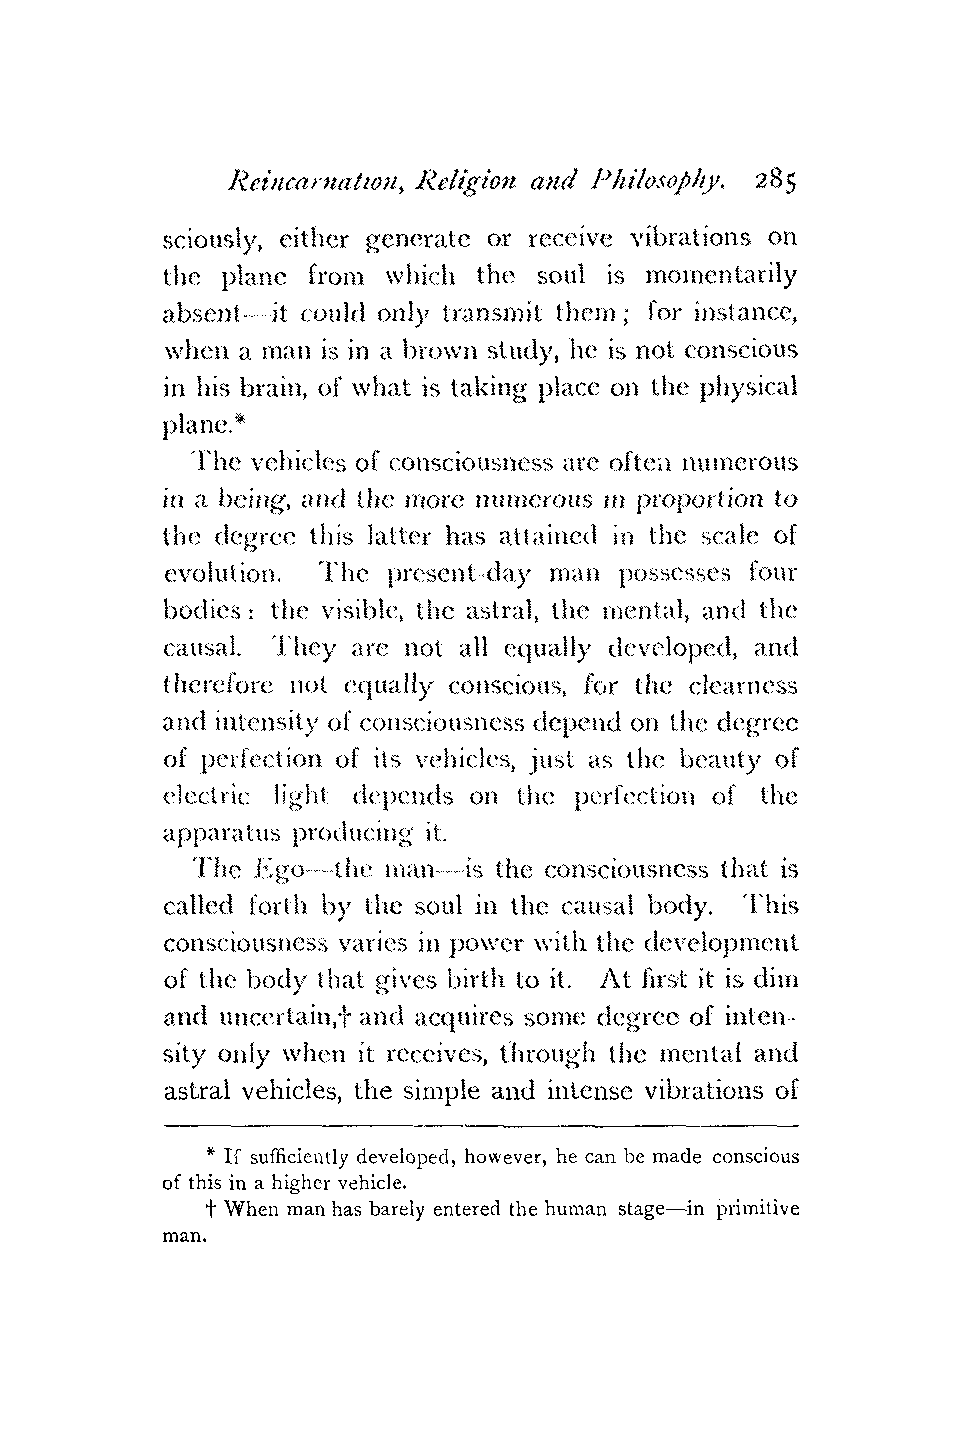 Reincarnation, Religion and Philosophy. 285
sciously, either generate or receive vibrations on
the plane from which the soul is momentarily
absent—it could only transmit them; for instance,
when a man is in a brown study, he is not conscious
in his brain, of what is taking place on the physical
plane.*
The vehicles of consciousness are often numerous
in a being, and the more numerous in proportion to
the degree this latter has attained in the scale of
evolution. The present-day man possesses four
bodies: the visible, the astral, the mental, and the
causal. They are not all equally developed, and
therefore not equally conscious, for the clearness
and intensity of consciousness depend on the degree
of perfection of its vehicles, just as the beauty of
electric light depends on the perfection of the
apparatus producing it.
The Ego—the man—is the consciousness that is
called forth by the soul in the causal body. This
consciousness varies in power with the development
of the body that gives birth to it. At first it is dim
and uncertain,† and acquires some degree of inten-
sity only when it receives, through the mental and
astral vehicles, the simple and intense vibrations of
* If sufficiently developed, however, he can be made conscious
of this in a higher vehicle.
† When man has barely entered the human stage—in primitive
man.